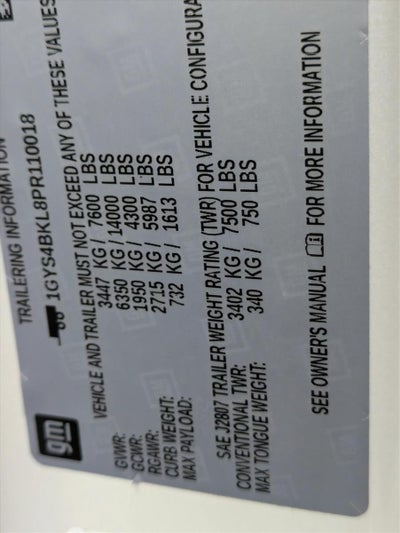 TRAILERING INFORMATION
1GYS4BKL8PR110018
gm
VEHICLE AND TRAILER MUST NOT EXCEED ANY OF THESE VALUES
GVWR: 3447 KG / 7600 LBS
GCWR: 6350 KG / 14000 LBS
RGAWR: 1950 KG / 4300 LBS
CURB WEIGHT: 2715 KG / 5987 LBS
MAX PAYLOAD: 732 KG / 1613 LBS
SAE J2807 TRAILER WEIGHT RATING (TWR) FOR VEHICLE CONFIGURA
CONVENTIONAL TWR: 3402 KG / 7500 LBS
MAX TONGUE WEIGHT: 340 KG / 750 LBS
SEE OWNER'S MANUAL FOR MORE INFORMATION